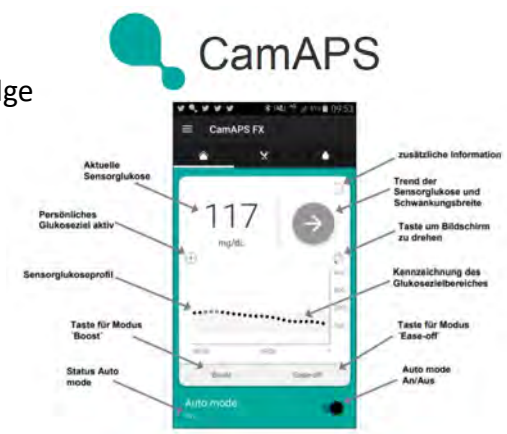 CamAPS
lge
09:53
CamAPS FX
Aktuelle
Sensorglukose
117
mg/dL
zusätzliche Information
Trend der
Sensorglukose und
Schwankungsbreite
Persönliches
Glukoseziel aktiv
Taste um Bildschirm
zu drehen
Sensorglukoseprofil
Kennzeichnung des
Glukosezielbereiches
Taste für Modus
'Boost'
Taste für Modus
'Ease-off'
Boost
Ease-off
Status Auto
mode
Auto mode
Auto mode
An/Aus